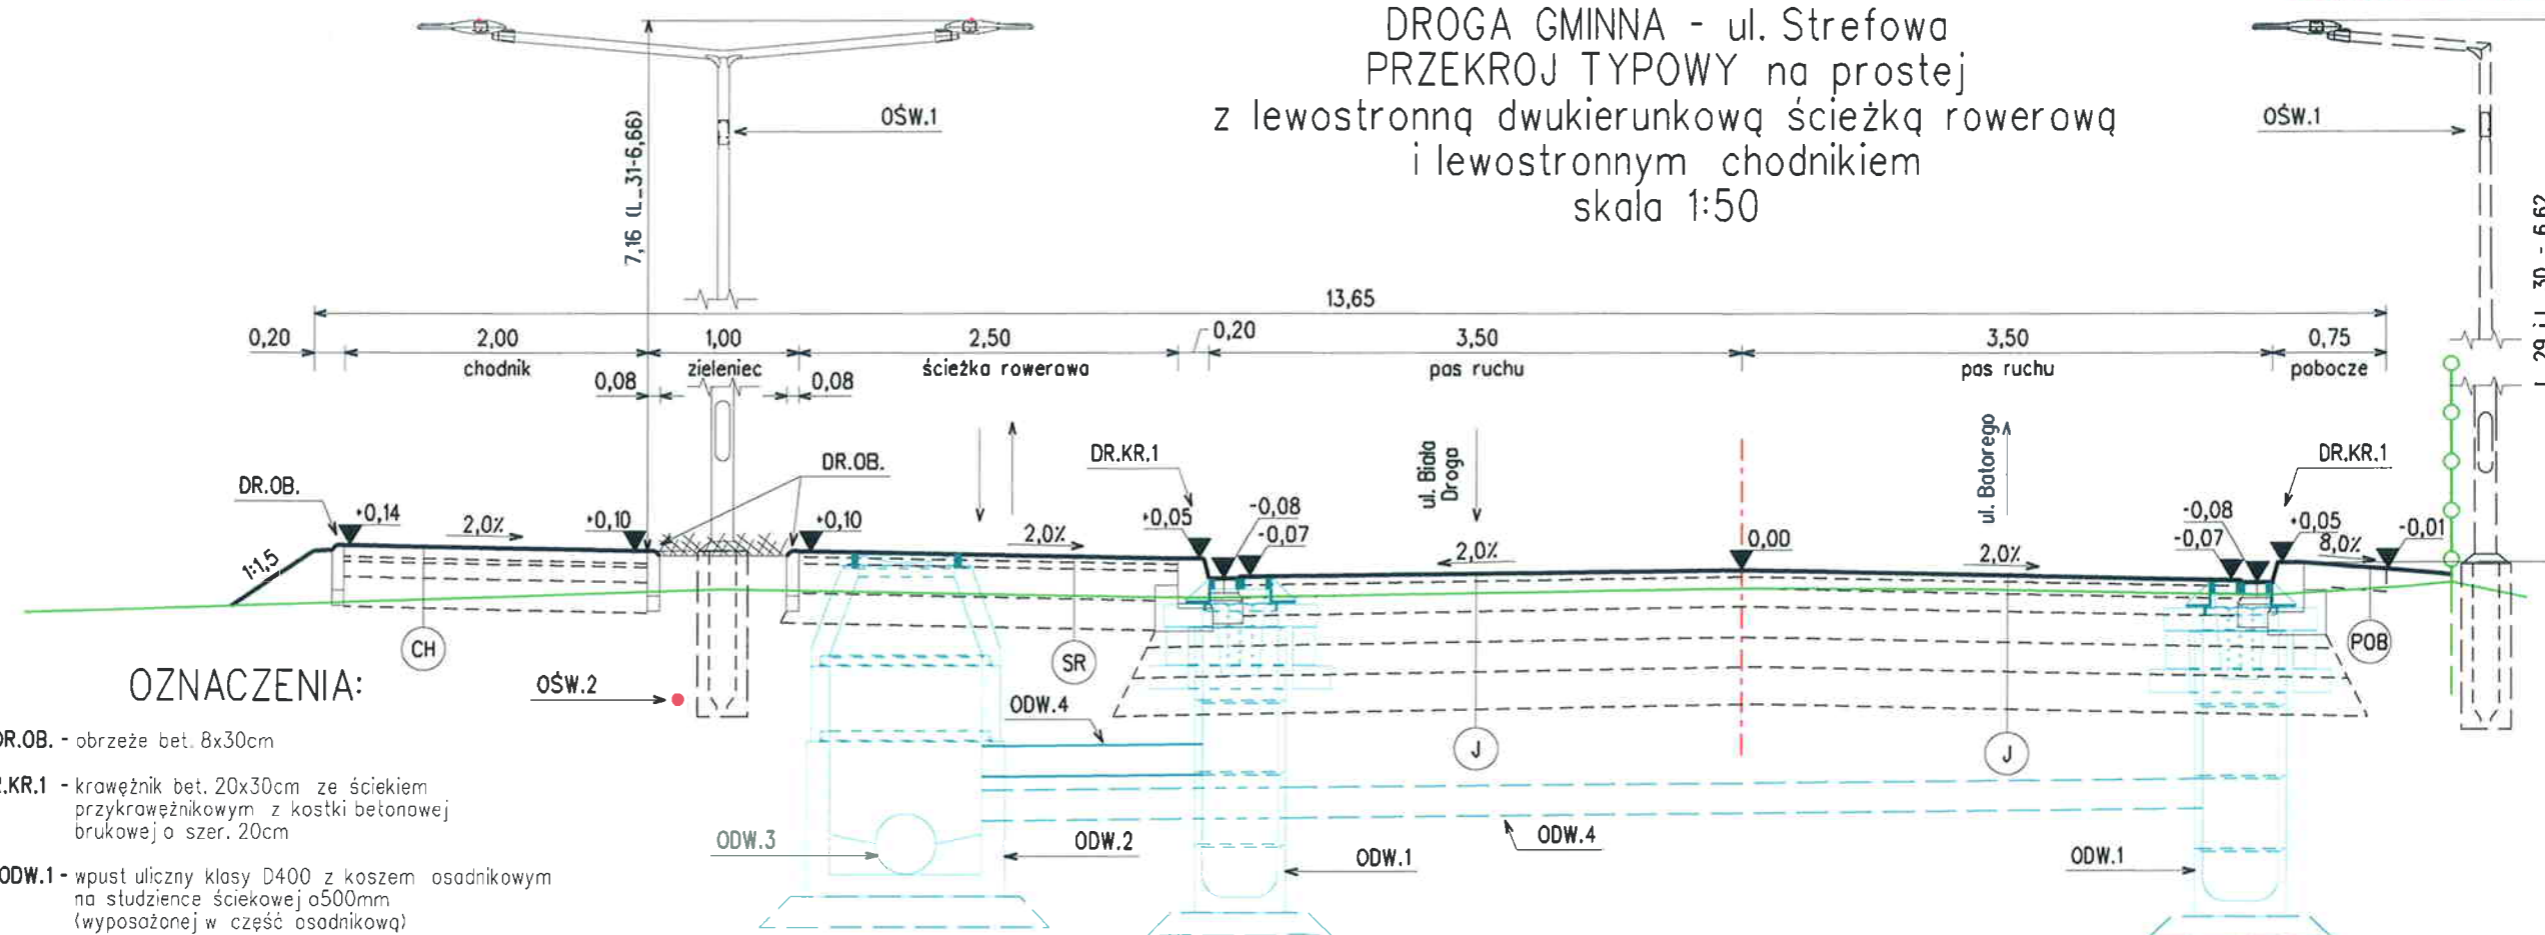 DROGA GMINNA - ul. Strefowa
PRZEKROJ TYPOWY na prostej
z lewostronną dwukierunkową ścieżką rowerową
i lewostronnym chodnikiem
skala 1:50
OŚW.1
OŚW.1
7,16 (L_31-6,66)
30 - 6,62
13,65
0,20
2,00
1,00
2,50
0,20
3,50
3,50
0,75
chodnik
zieleniec
ścieżka rowerowa
pas ruchu
pas ruchu
pobocze
0,08
0,08
DR.OB.
DR.OB.
DR.KR.1
ul. Biała
Droga
ul. Batorego
DR.KR.1
+0,14
2,0%
+0,10
+0,10
2,0%
+0,05
-0,08
-0,07
2,0%
0,00
2,0%
-0,08
-0,07
+0,05
8,0%
-0,01
1:1,5
CH
SR
J
J
POB
OŚW.2
ODW.4
ODW.3
ODW.2
ODW.1
ODW.4
ODW.1
OZNACZENIA:
DR.OB. - obrzeże bet. 8x30cm
.KR.1 - krawężnik bet. 20x30cm ze ściekiem
przykrawężnikowym z kostki betonowej
brukowej o szer. 20cm
ODW.1 - wpust uliczny klasy D400 z koszem osadnikowym
na studzience ściekowej o500mm
(wyposażonej w część osadnikową)